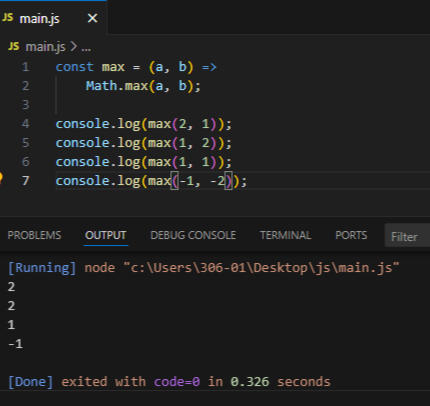 JS main.js ×
JS main.js > ...
1 const max = (a, b) =>
2 Math.max(a, b);
3
4 console.log(max(2, 1));
5 console.log(max(1, 2));
6 console.log(max(1, 1));
7 console.log(max(-1, -2));
PROBLEMS OUTPUT DEBUG CONSOLE TERMINAL PORTS Filter
[Running] node "c:\Users\306-01\Desktop\js\main.js"
2
2
1
-1
[Done] exited with code=0 in 0.326 seconds